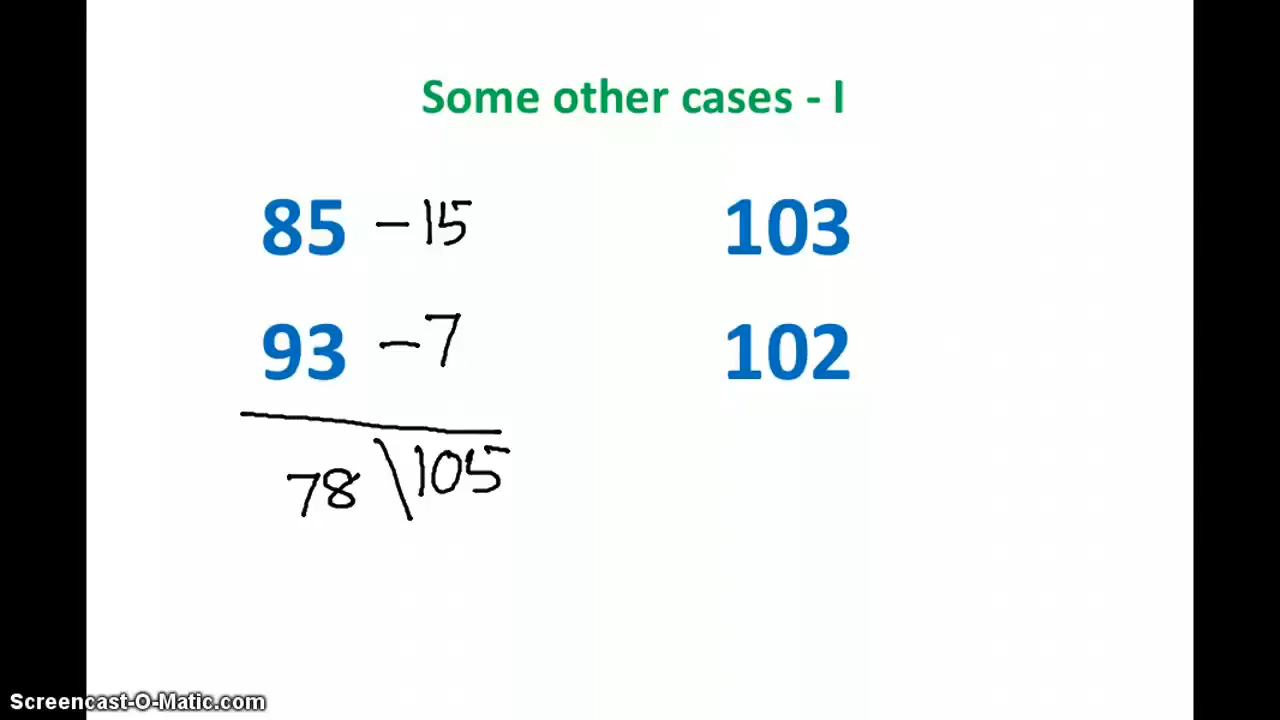 Some other cases - I
85 - 15 103
93 - 7 102
78 \ 105
Screencast-O-Matic.com